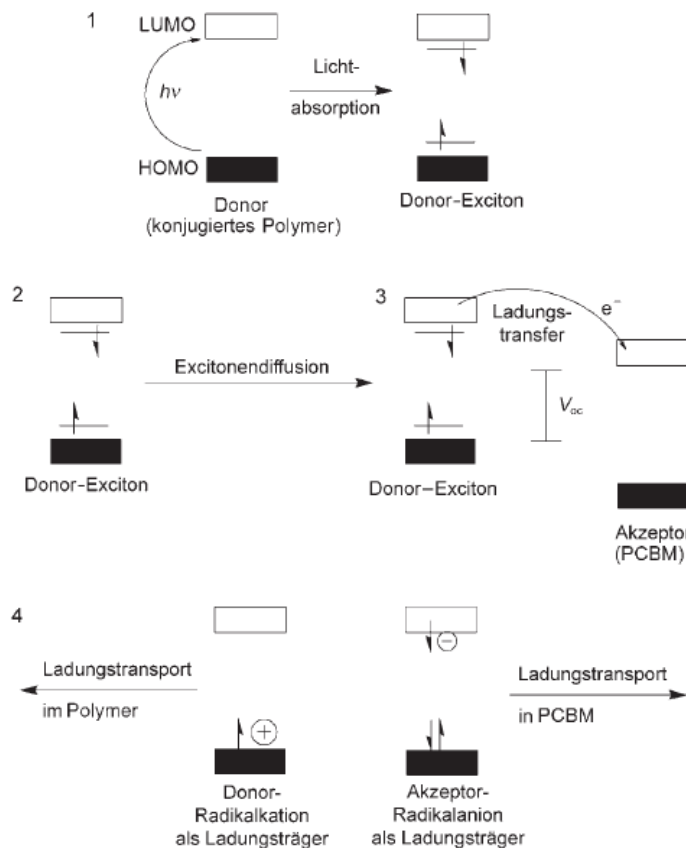 1
LUMO
hν
Licht-
absorption
HOMO
Donor
(konjugiertes Polymer)
Donor-Exciton
2
Excitonendiffusion
Donor-Exciton
3
Ladungs-
transfer
e⁻
V_oc
Donor–Exciton
Akzeptor
(PCBM)
4
Ladungstransport
im Polymer
+
Donor-
Radikalkation
als Ladungsträger
−
Akzeptor-
Radikalanion
als Ladungsträger
Ladungstransport
in PCBM